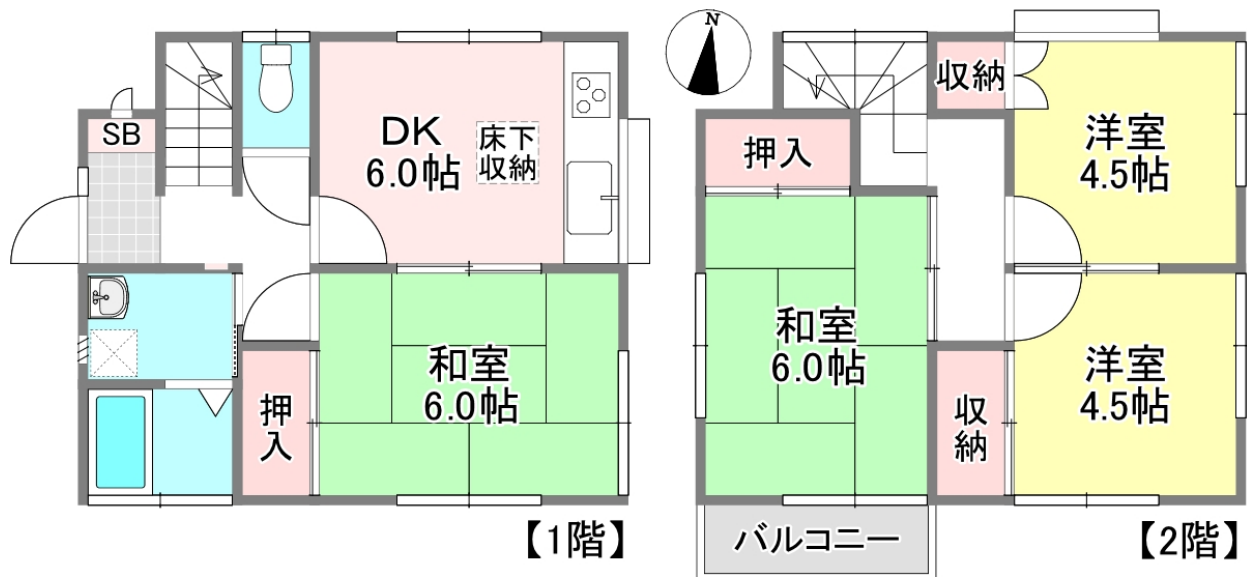 SB
DK
6.0帖
床下
収納
和室
6.0帖
押
入
【1階】
N
収納
洋室
4.5帖
押入
和室
6.0帖
洋室
4.5帖
収
納
バルコニー
【2階】